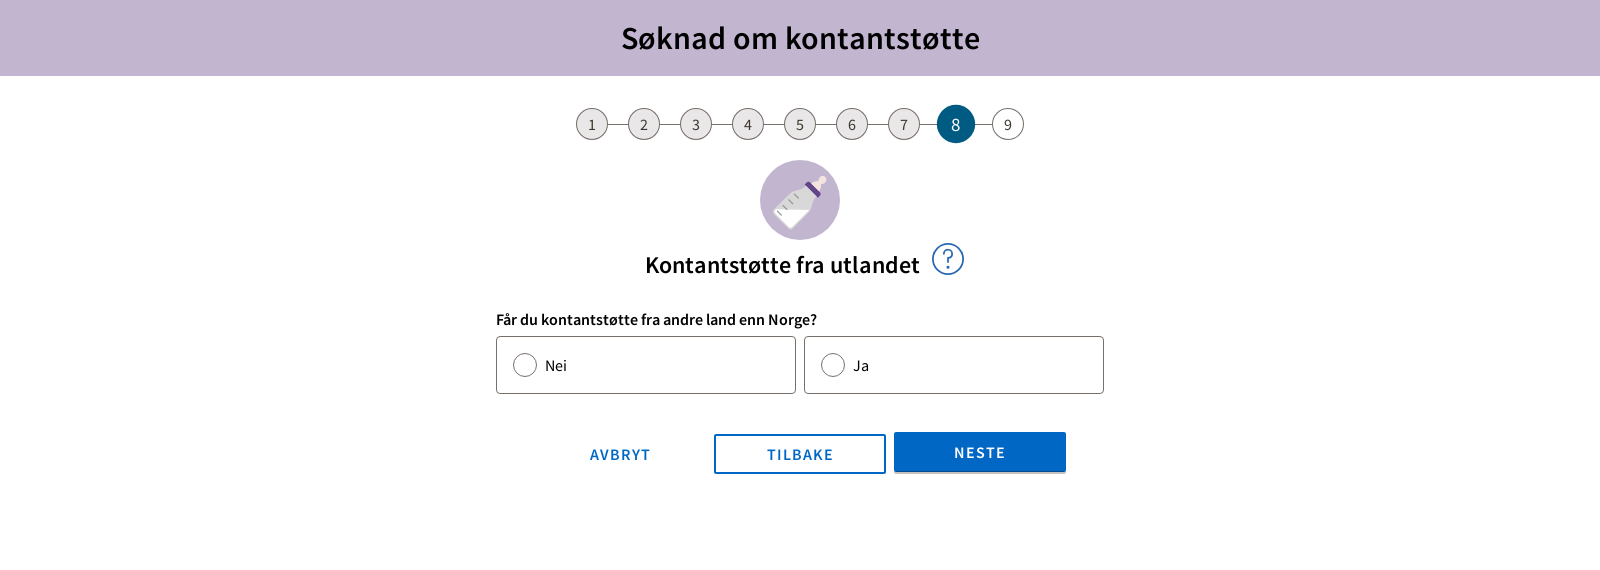 Søknad om kontantstøtte
1 2 3 4 5 6 7 8 9
Kontantstøtte fra utlandet ?
Får du kontantstøtte fra andre land enn Norge?
Nei Ja
AVBRYT TILBAKE NESTE